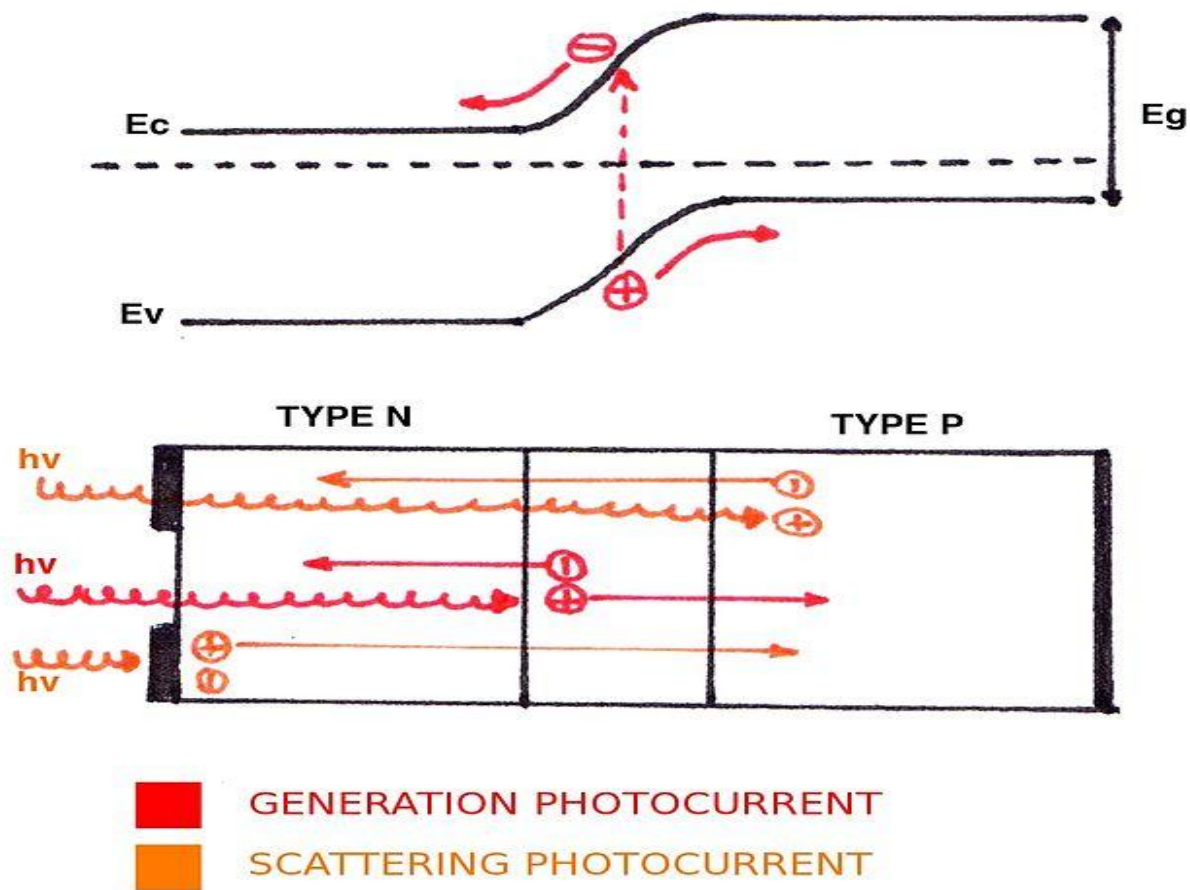 Ec
Eg
Ev
TYPE N
TYPE P
hv
hv
hv
GENERATION PHOTOCURRENT
SCATTERING PHOTOCURRENT